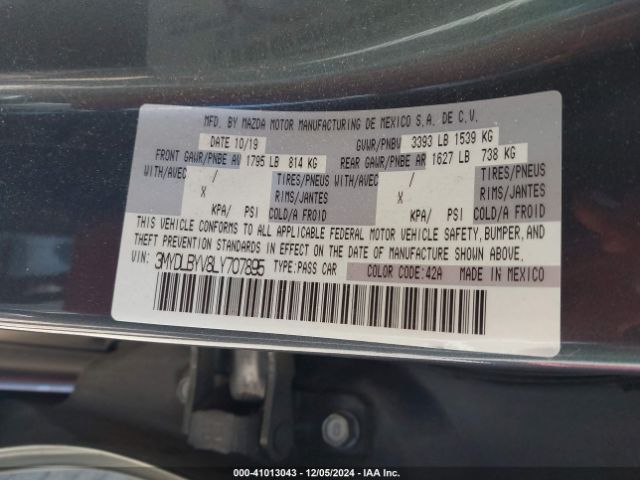 MFD. BY MAZDA MOTOR MANUFACTURING DE MEXICO S.A. DE C.V.
DATE 10/19 GVWR/PNBV 3393 LB 1539 KG
FRONT GAWR/PNBE AV 1795 LB 814 KG REAR GAWR/PNBE AR 1627 LB 738 KG
WITH/AVEC / TIRES/PNEUS WITH/AVEC / TIRES/PNEUS
X RIMS/JANTES X RIMS/JANTES
KPA/ PSI COLD/A FROID KPA/ PSI COLD/A FROID
THIS VEHICLE CONFORMS TO ALL APPLICABLE FEDERAL MOTOR VEHICLE SAFETY, BUMPER, AND
THEFT PREVENTION STANDARDS IN EFFECT ON THE DATE OF MANUFACTURE SHOWN ABOVE.
VIN: 3MYDLBYV8LY707895 TYPE:PASS CAR COLOR CODE:42A MADE IN MEXICO
000-41013043 - 12/05/2024 - IAA Inc.